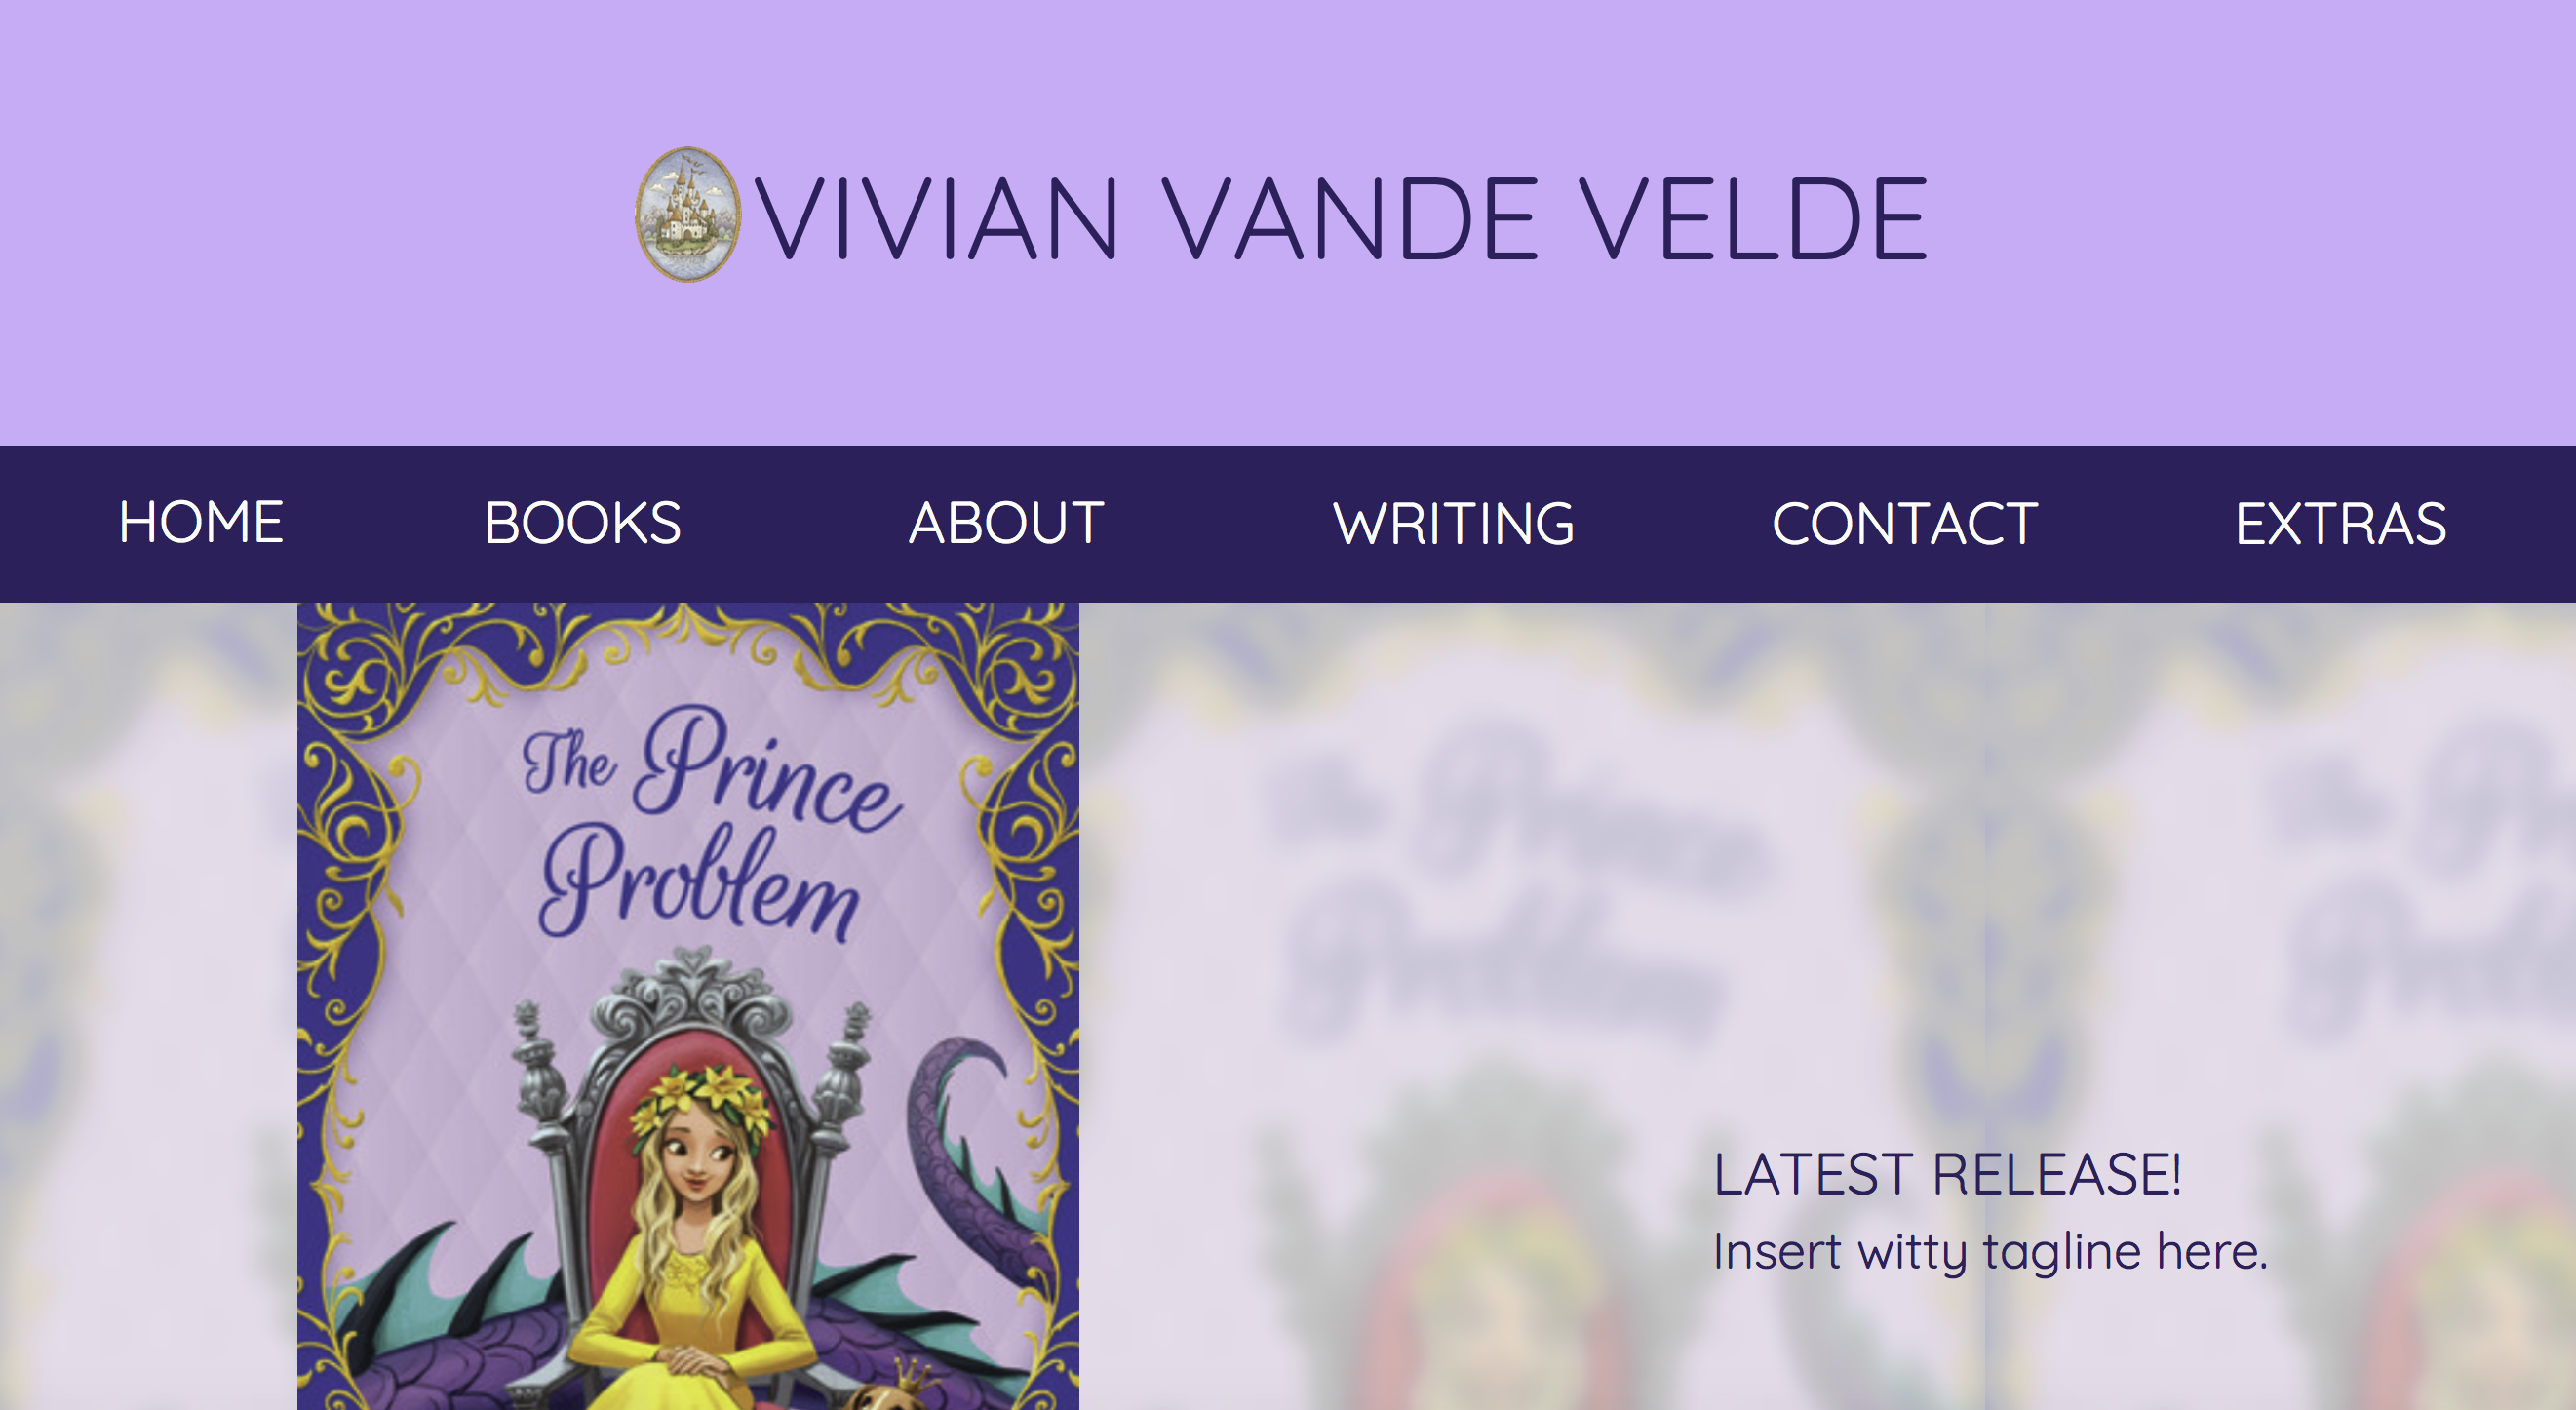 VIVIAN VANDE VELDE
HOME BOOKS ABOUT WRITING CONTACT EXTRAS
The Prince
Problem
LATEST RELEASE!
Insert witty tagline here.